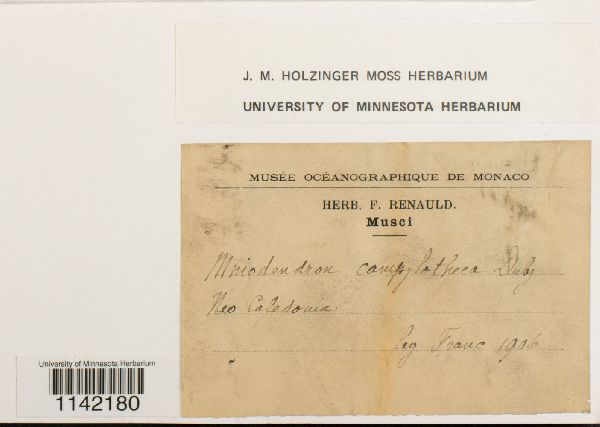 J. M. HOLZINGER MOSS HERBARIUM
UNIVERSITY OF MINNESOTA HERBARIUM
MUSÉE OCÉANOGRAPHIQUE DE MONACO
HERB. F. RENAULD.
Musci
Mniodendron campylotheca Duby
Neo Caledonia
leg Franc 1906
University of Minnesota Herbarium
1142180